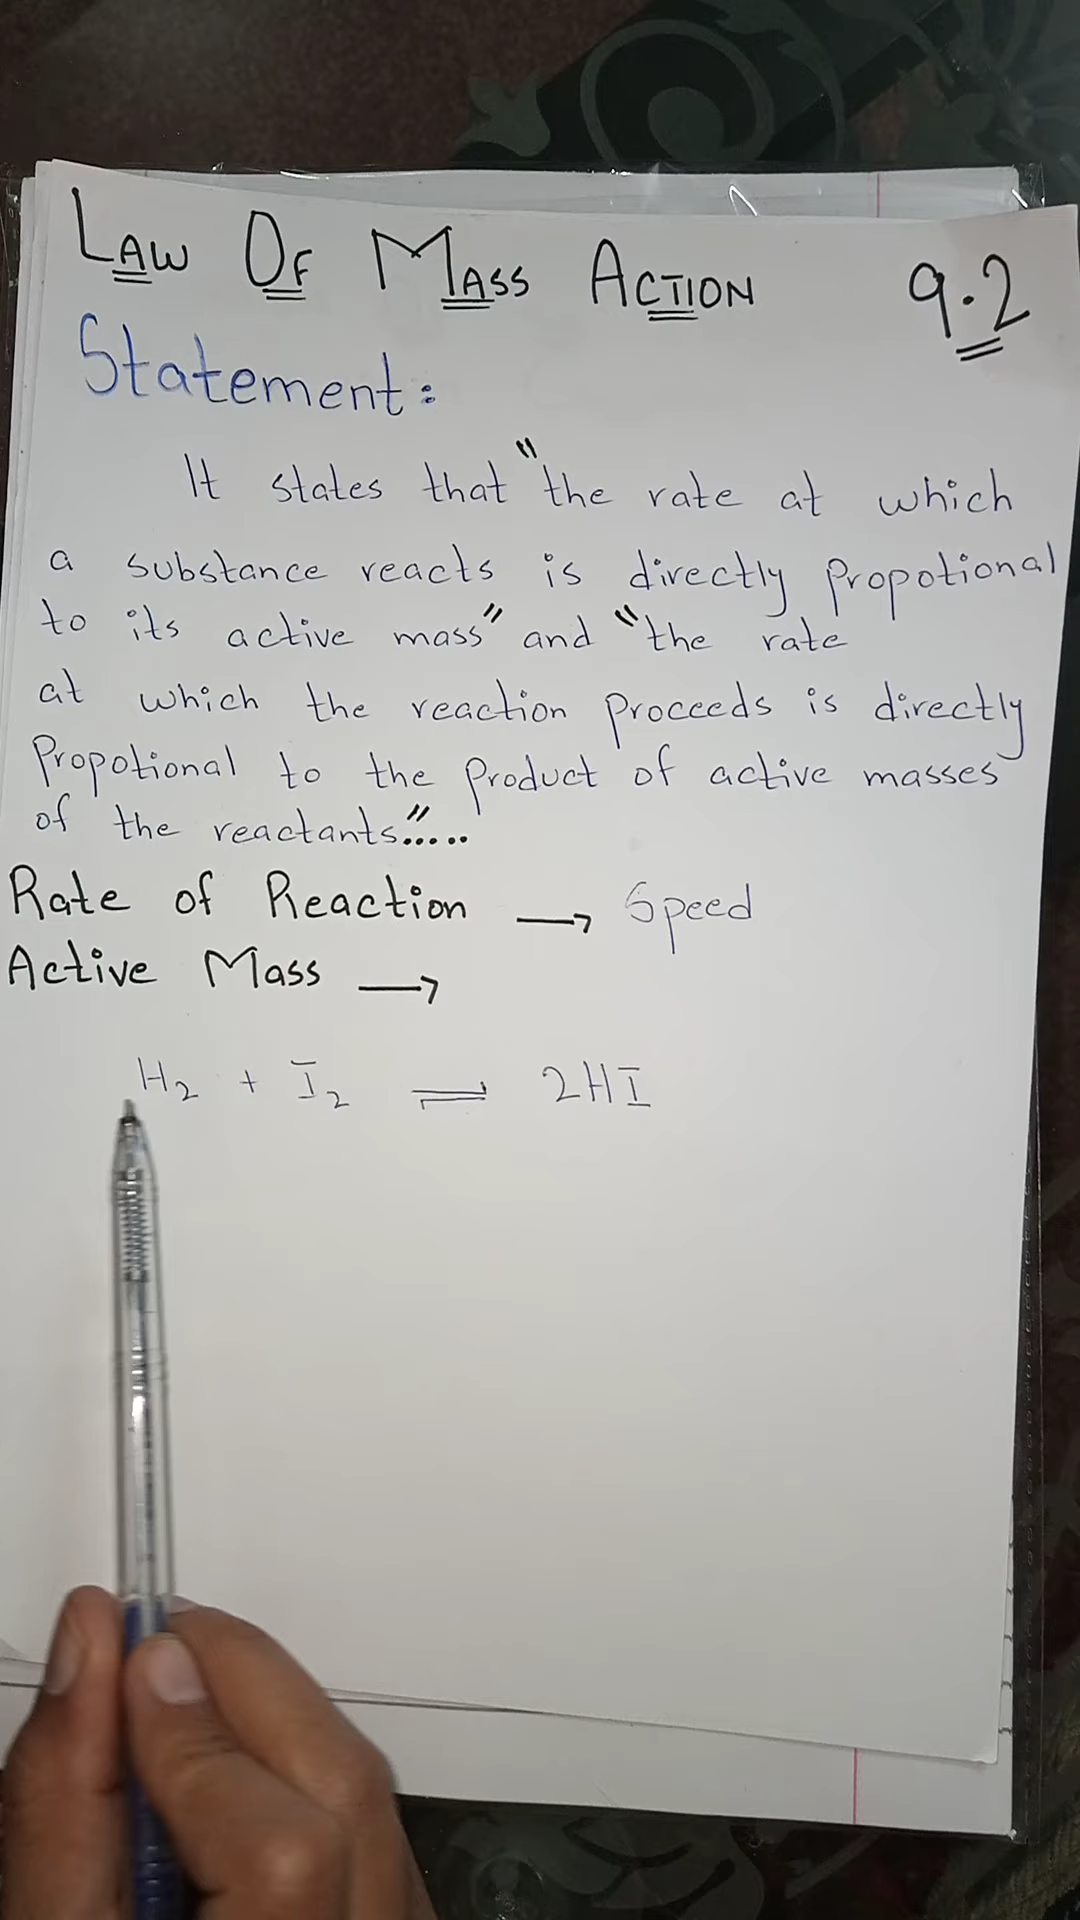 LAW OF MASS ACTION 9.2
Statement:
It states that "the rate at which
a substance reacts is directly Propotional
to its active mass" and "the rate
at which the reaction Proceeds is directly
Propotional to the Product of active masses
of the reactants".....
Rate of Reaction → Speed
Active Mass →
H₂ + I₂ ⇌ 2HI